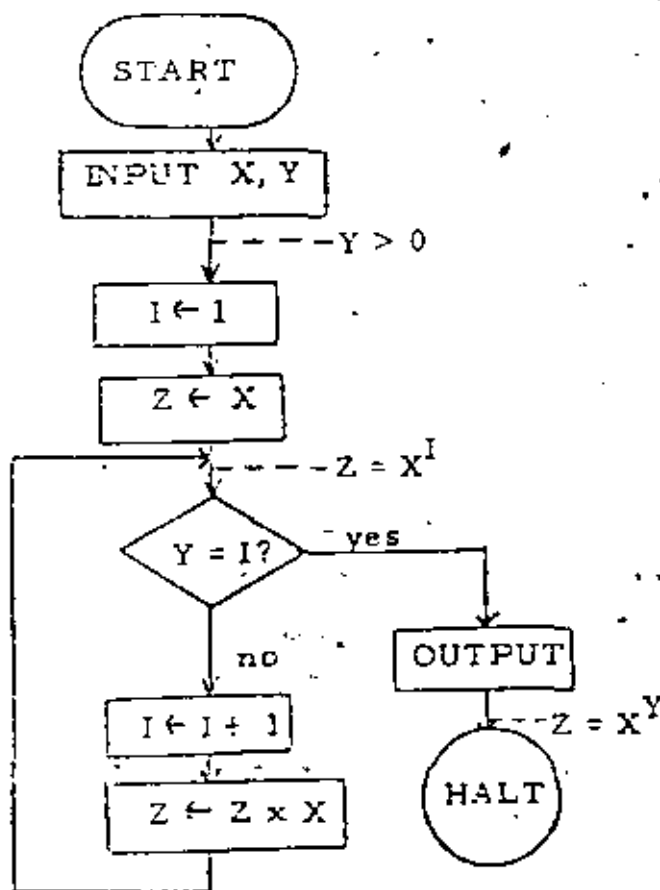 START
INPUT X, Y
Y > 0
I ← 1
Z ← X
Z = X^I
Y = I?
yes
no
OUTPUT
I ← I + 1
Z = X^Y
Z ← Z x X
HALT